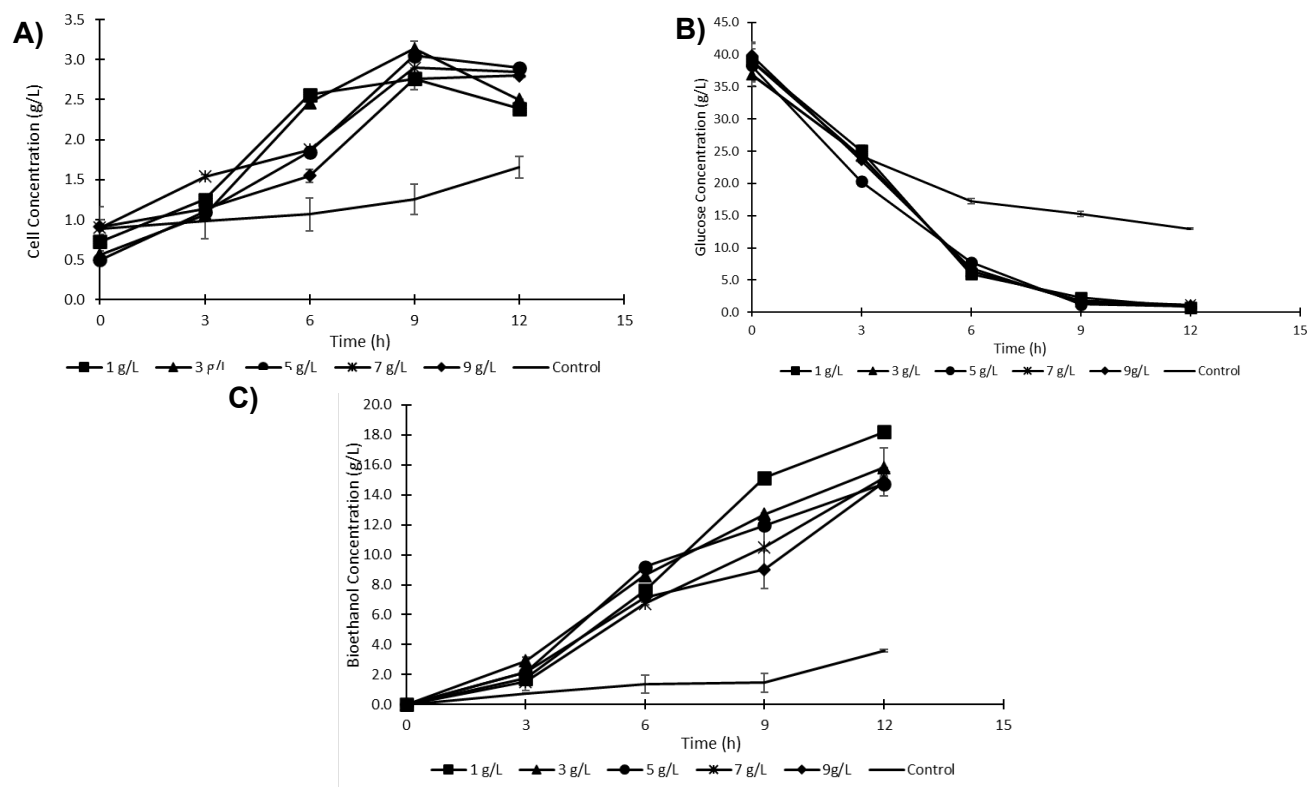 A)
3.5
3.0
2.5
2.0
1.5
1.0
0.5
0.0
Cell Concentration (g/L)
0 3 6 9 12 15
Time (h)
1 g/L 3 g/L 5 g/L 7 g/L 9 g/L Control
B)
45.0
40.0
35.0
30.0
25.0
20.0
15.0
10.0
5.0
0.0
Glucose Concentration (g/L)
0 3 6 9 12 15
Time (h)
1 g/L 3 g/L 5 g/L 7 g/L 9g/L Control
C)
20.0
18.0
16.0
14.0
12.0
10.0
8.0
6.0
4.0
2.0
0.0
Bioethanol Concentration (g/L)
0 3 6 9 12 15
Time (h)
1 g/L 3 g/L 5 g/L 7 g/L 9g/L Control